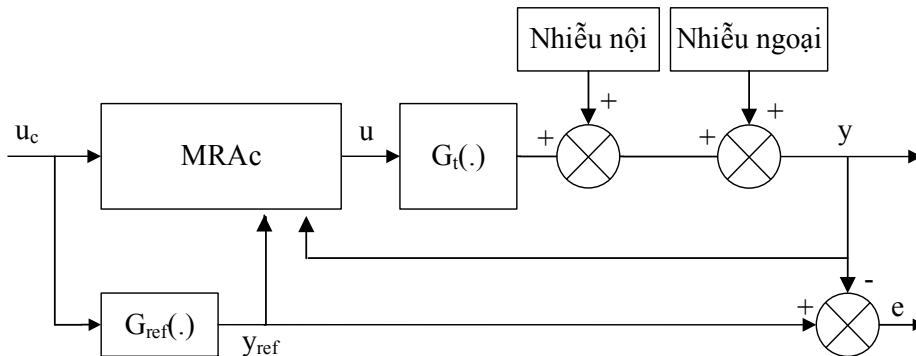 Nhiễu nội
Nhiễu ngoại
+
+
u_c
MRAc
u
G_t(.)
+
+
y
-
G_ref(.)
y_ref
+
e